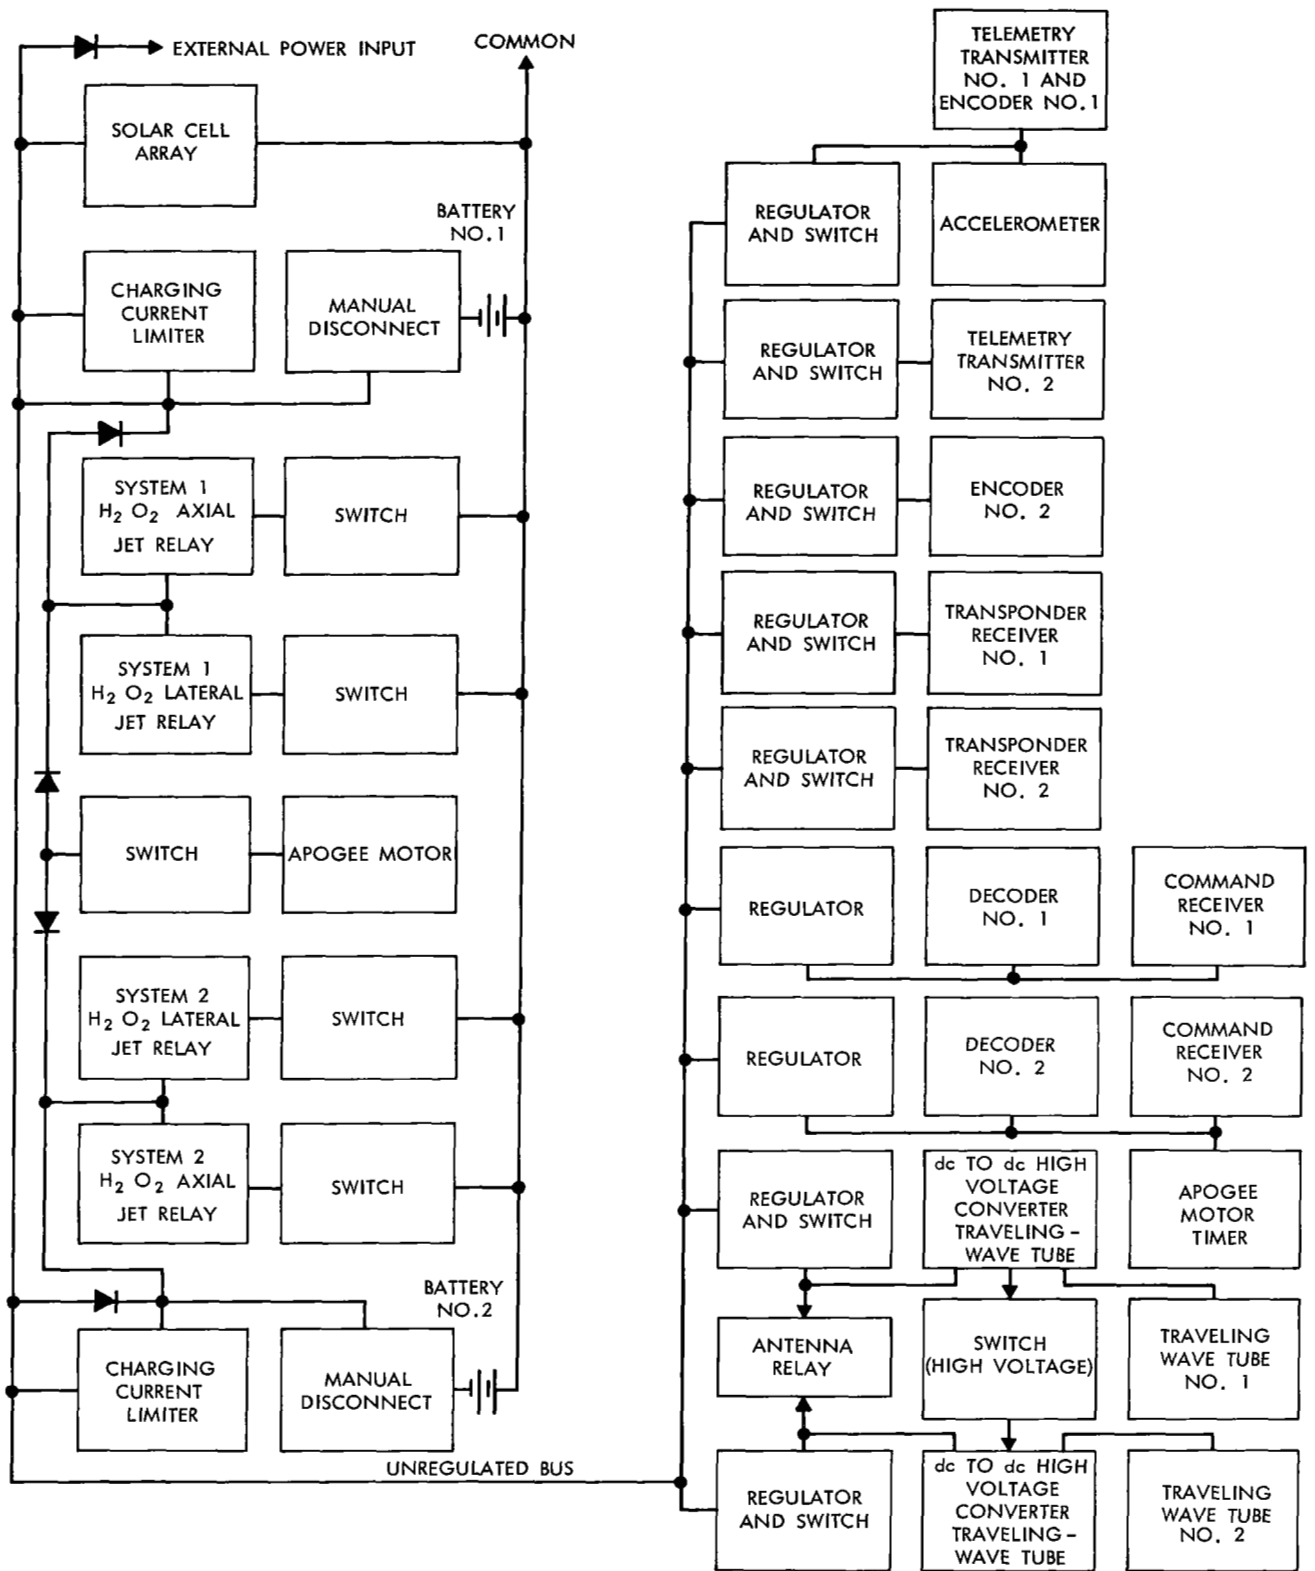 EXTERNAL POWER INPUT
COMMON
SOLAR CELL
ARRAY
BATTERY
NO.1
CHARGING
CURRENT
LIMITER
MANUAL
DISCONNECT
SYSTEM 1
H2 O2 AXIAL
JET RELAY
SWITCH
SYSTEM 1
H2 O2 LATERAL
JET RELAY
SWITCH
SWITCH
APOGEE MOTOR
SYSTEM 2
H2 O2 LATERAL
JET RELAY
SWITCH
SYSTEM 2
H2 O2 AXIAL
JET RELAY
SWITCH
BATTERY
NO.2
CHARGING
CURRENT
LIMITER
MANUAL
DISCONNECT
UNREGULATED BUS
TELEMETRY
TRANSMITTER
NO. 1 AND
ENCODER NO.1
REGULATOR
AND SWITCH
ACCELEROMETER
REGULATOR
AND SWITCH
TELEMETRY
TRANSMITTER
NO. 2
REGULATOR
AND SWITCH
ENCODER
NO. 2
REGULATOR
AND SWITCH
TRANSPONDER
RECEIVER
NO. 1
REGULATOR
AND SWITCH
TRANSPONDER
RECEIVER
NO. 2
REGULATOR
DECODER
NO. 1
COMMAND
RECEIVER
NO. 1
REGULATOR
DECODER
NO. 2
COMMAND
RECEIVER
NO. 2
REGULATOR
AND SWITCH
dc TO dc HIGH
VOLTAGE
CONVERTER
TRAVELING-
WAVE TUBE
APOGEE
MOTOR
TIMER
ANTENNA
RELAY
SWITCH
(HIGH VOLTAGE)
TRAVELING
WAVE TUBE
NO. 1
REGULATOR
AND SWITCH
dc TO dc HIGH
VOLTAGE
CONVERTER
TRAVELING-
WAVE TUBE
TRAVELING
WAVE TUBE
NO. 2